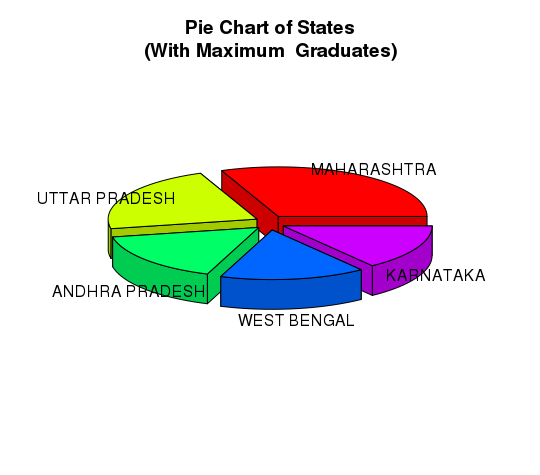 Pie Chart of States
(With Maximum  Graduates)
MAHARASHTRA
UTTAR PRADESH
KARNATAKA
ANDHRA PRADESH
WEST BENGAL